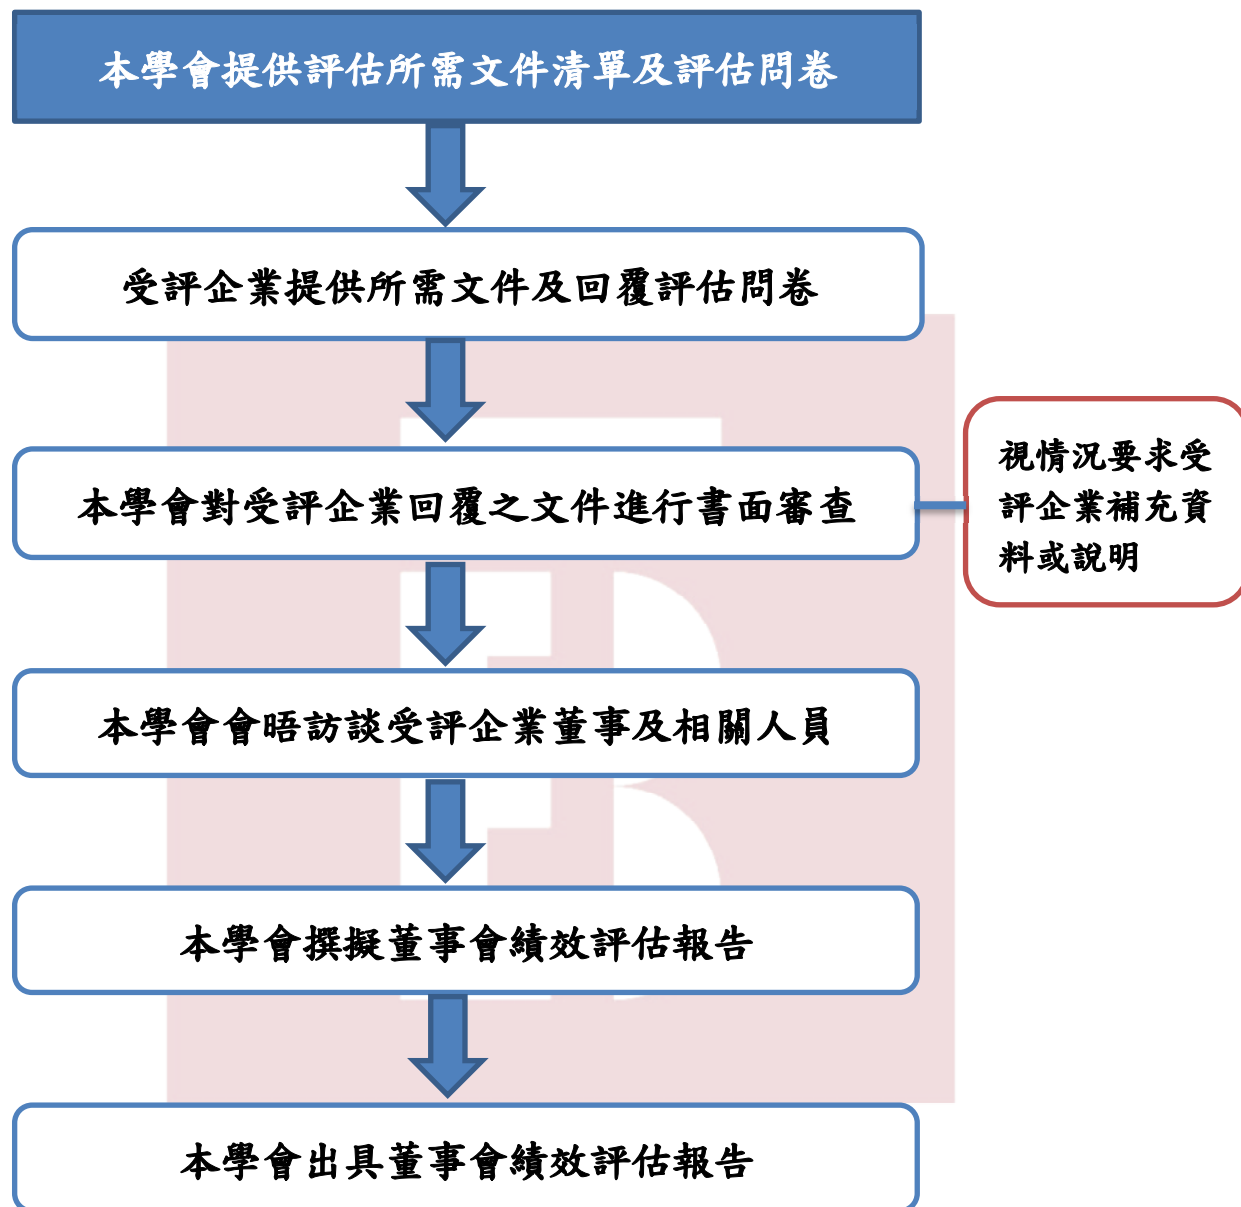 本學會提供評估所需文件清單及評估問卷
受評企業提供所需文件及回覆評估問卷
本學會對受評企業回覆之文件進行書面審查
視情況要求受
評企業補充資
料或說明
本學會會晤訪談受評企業董事及相關人員
本學會撰擬董事會績效評估報告
本學會出具董事會績效評估報告